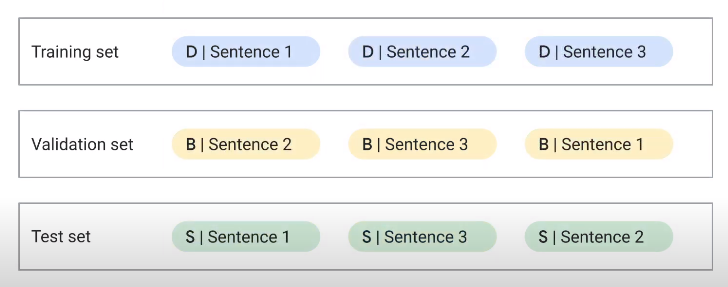 Training set D | Sentence 1 D | Sentence 2 D | Sentence 3
Validation set B | Sentence 2 B | Sentence 3 B | Sentence 1
Test set S | Sentence 1 S | Sentence 3 S | Sentence 2